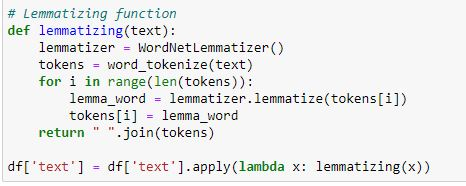 # Lemmatizing function
def lemmatizing(text):
    lemmatizer = WordNetLemmatizer()
    tokens = word_tokenize(text)
    for i in range(len(tokens)):
        lemma_word = lemmatizer.lemmatize(tokens[i])
        tokens[i] = lemma_word
    return " ".join(tokens)

df['text'] = df['text'].apply(lambda x: lemmatizing(x))